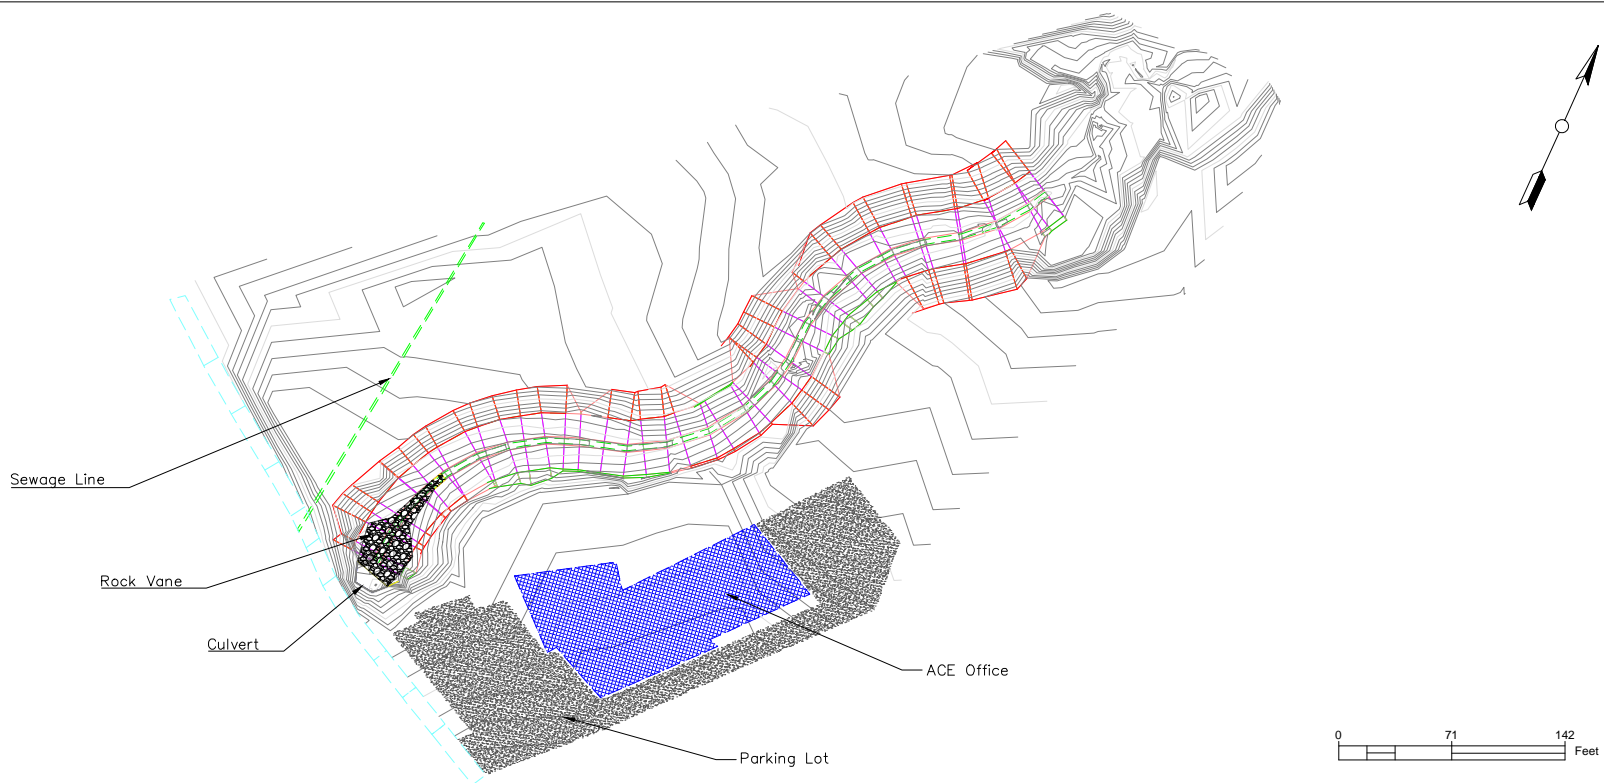 Sewage Line
Rock Vane
Culvert
ACE Office
Parking Lot
0 71 142
Feet